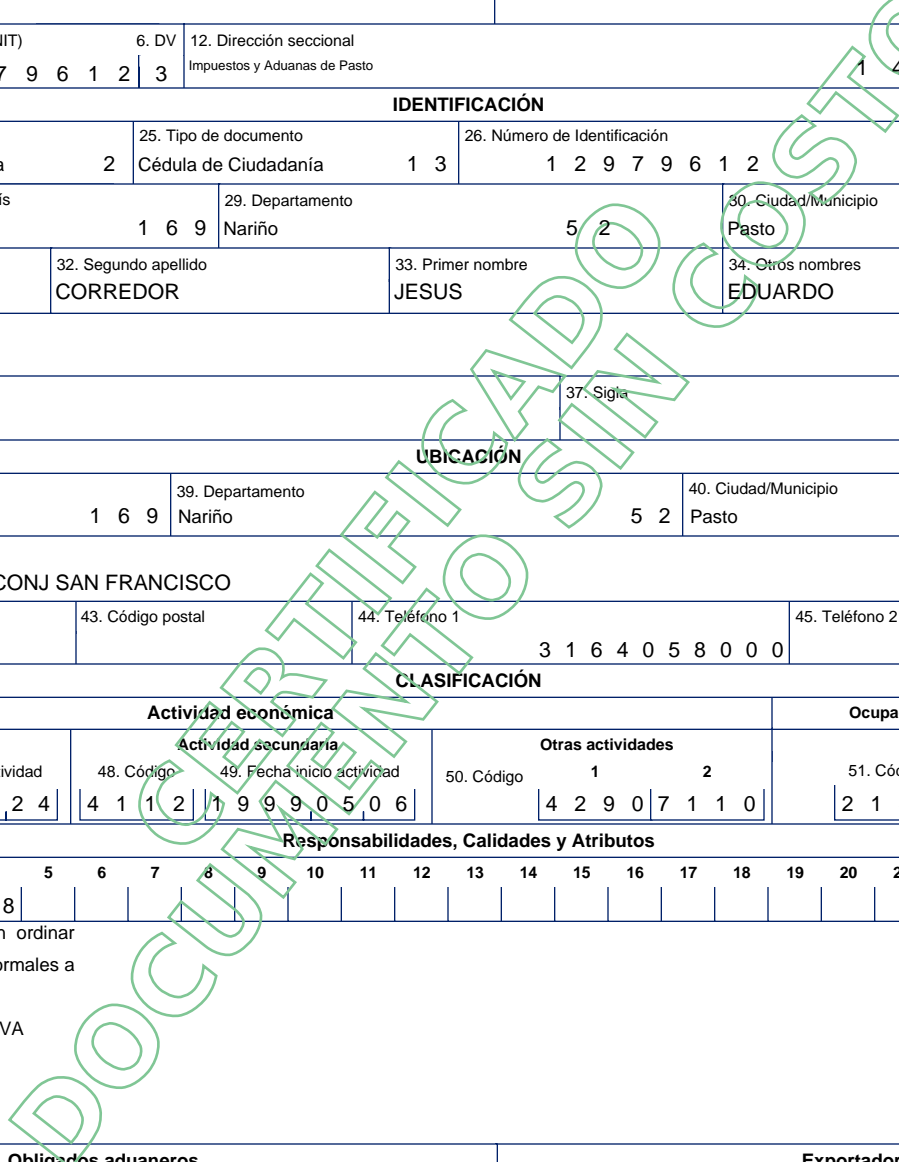 NIT) 6. DV 12. Dirección seccional
7 9 6 1 2 3 Impuestos y Aduanas de Pasto 1 4
IDENTIFICACIÓN
25. Tipo de documento 26. Número de Identificación
a 2 Cédula de Ciudadanía 1 3 1 2 9 7 9 6 1 2
ís 29. Departamento 30. Ciudad/Municipio
1 6 9 Nariño 5 2 Pasto
32. Segundo apellido 33. Primer nombre 34. Otros nombres
CORREDOR JESUS EDUARDO
37. Sigla
UBICACIÓN
39. Departamento 40. Ciudad/Municipio
1 6 9 Nariño 5 2 Pasto
CONJ SAN FRANCISCO
43. Código postal 44. Teléfono 1 45. Teléfono 2
3 1 6 4 0 5 8 0 0 0
CLASIFICACIÓN
Actividad económica Ocupa
Actividad secundaria Otras actividades
ividad 48. Código 49. Fecha inicio actividad 50. Código 1 2 51. Cód
2 4 4 1 1 2 1 9 9 9 0 5 0 6 4 2 9 0 7 1 1 0 2 1
Responsabilidades, Calidades y Atributos
5 6 7 8 9 10 11 12 13 14 15 16 17 18 19 20 2
8
n ordinar
ormales a
VA
Obligados aduaneros Exportador
CERTIFICADO
DOCUMENTO SIN COSTO